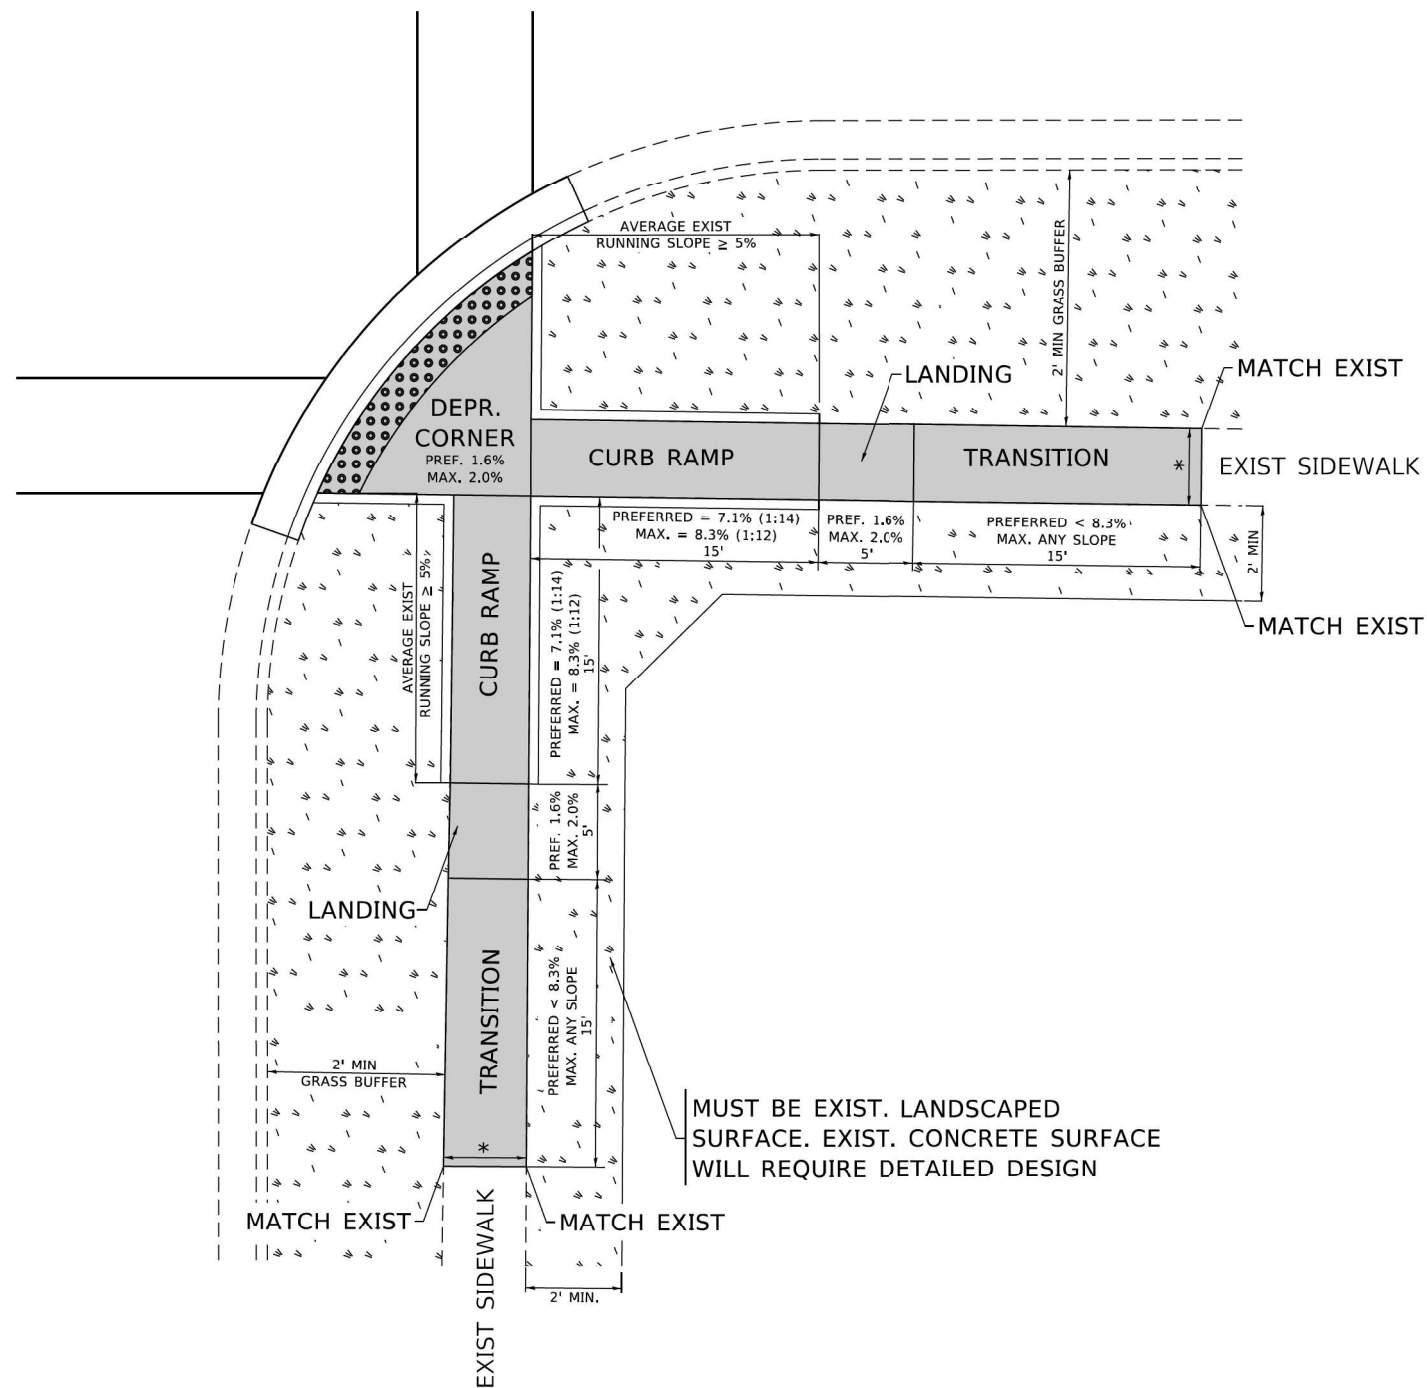 AVERAGE EXIST
RUNNING SLOPE ≥ 5%
2' MIN GRASS BUFFER
LANDING
MATCH EXIST
DEPR.
CORNER
PREF. 1.6%
MAX. 2.0%
CURB RAMP
TRANSITION
*
EXIST SIDEWALK
PREFERRED = 7.1% (1:14)
MAX. = 8.3% (1:12)
15'
PREF. 1.6%
MAX. 2.0%
5'
PREFERRED < 8.3%
MAX. ANY SLOPE
15'
2' MIN
MATCH EXIST
AVERAGE EXIST
RUNNING SLOPE ≥ 5%
CURB RAMP
PREFERRED = 7.1% (1:14)
MAX. = 8.3% (1:12)
15'
PREF. 1.6%
MAX. 2.0%
5'
LANDING
TRANSITION
PREFERRED < 8.3%
MAX. ANY SLOPE
15'
2' MIN
GRASS BUFFER
*
MUST BE EXIST. LANDSCAPED
SURFACE. EXIST. CONCRETE SURFACE
WILL REQUIRE DETAILED DESIGN
MATCH EXIST
MATCH EXIST
EXIST SIDEWALK
2' MIN.